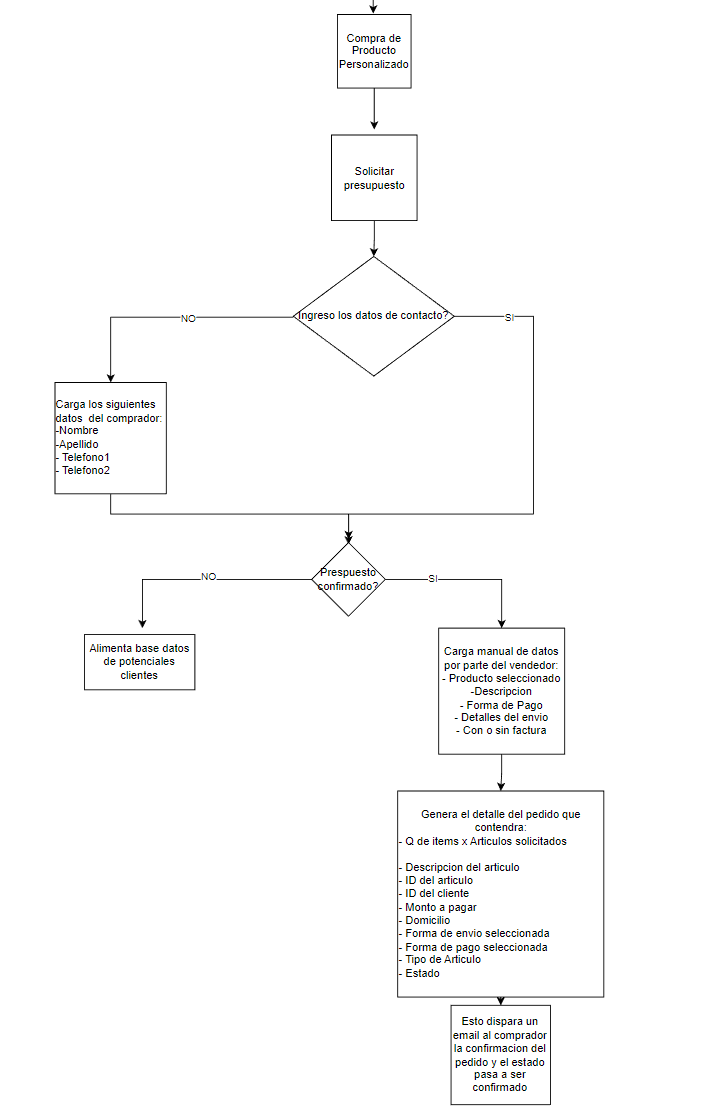 Compra de
Producto
Personalizado
Solicitar
presupuesto
Ingreso los datos de contacto?
NO
SI
Carga los siguientes
datos del comprador:
-Nombre
-Apellido
- Telefono1
- Telefono2
Prespuesto
confirmado?
NO
SI
Alimenta base datos
de potenciales
clientes
Carga manual de datos
por parte del vendedor:
- Producto seleccionado
-Descripcion
- Forma de Pago
- Detalles del envio
- Con o sin factura
Genera el detalle del pedido que
contendra:
- Q de items x Articulos solicitados
- Descripcion del articulo
- ID del articulo
- ID del cliente
- Monto a pagar
- Domicilio
- Forma de envio seleccionada
- Forma de pago seleccionada
- Tipo de Articulo
- Estado
Esto dispara un
email al comprador
la confirmacion del
pedido y el estado
pasa a ser
confirmado